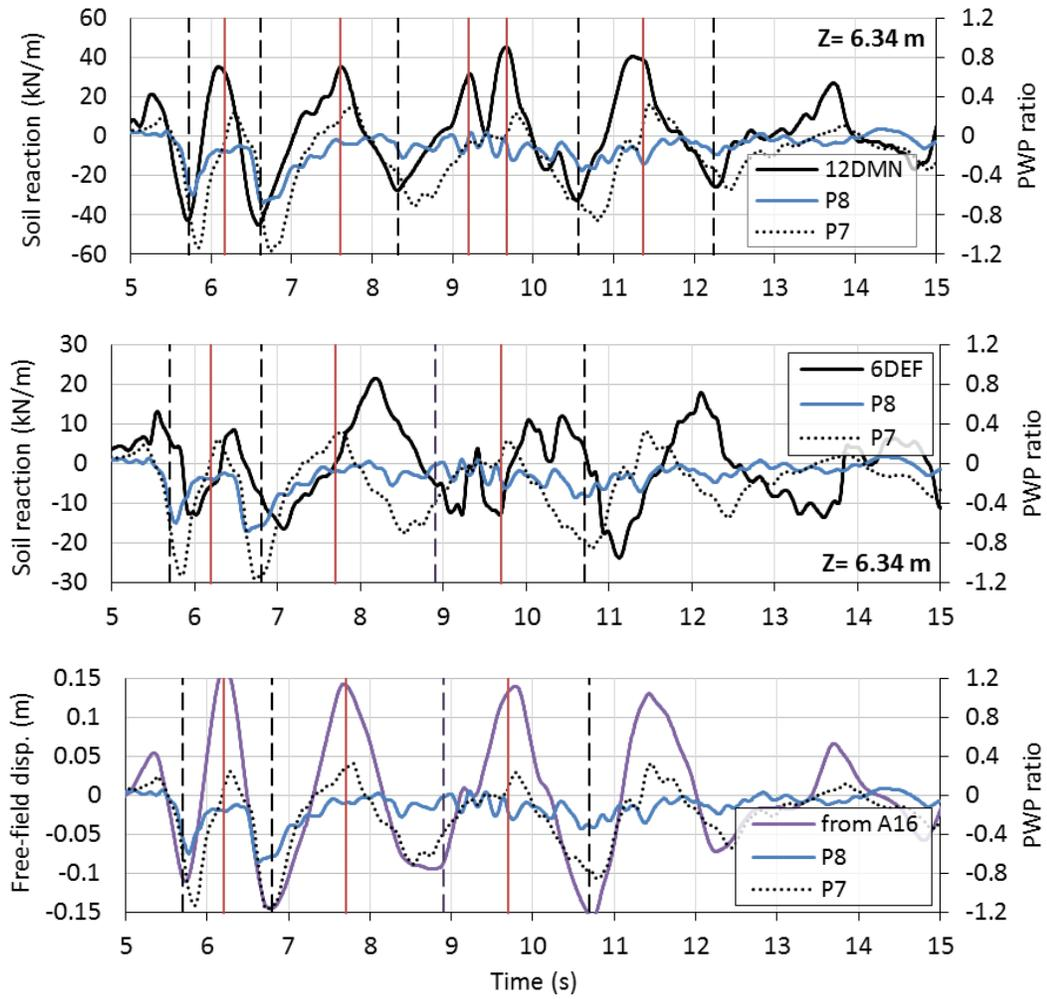 60 1.2
Z= 6.34 m
40 0.8
20 0.4
0 0
-20 -0.4
-40 -0.8
-60 -1.2
Soil reaction (kN/m)
PWP ratio
12DMN
P8
P7
5 6 7 8 9 10 11 12 13 14 15
30 1.2
20 0.8
10 0.4
0 0
-10 -0.4
-20 -0.8
-30 -1.2
Soil reaction (kN/m)
PWP ratio
6DEF
P8
P7
Z= 6.34 m
5 6 7 8 9 10 11 12 13 14 15
0.15 1.2
0.1 0.8
0.05 0.4
0 0
-0.05 -0.4
-0.1 -0.8
-0.15 -1.2
Free-field disp. (m)
PWP ratio
from A16
P8
P7
5 6 7 8 9 10 11 12 13 14 15
Time (s)